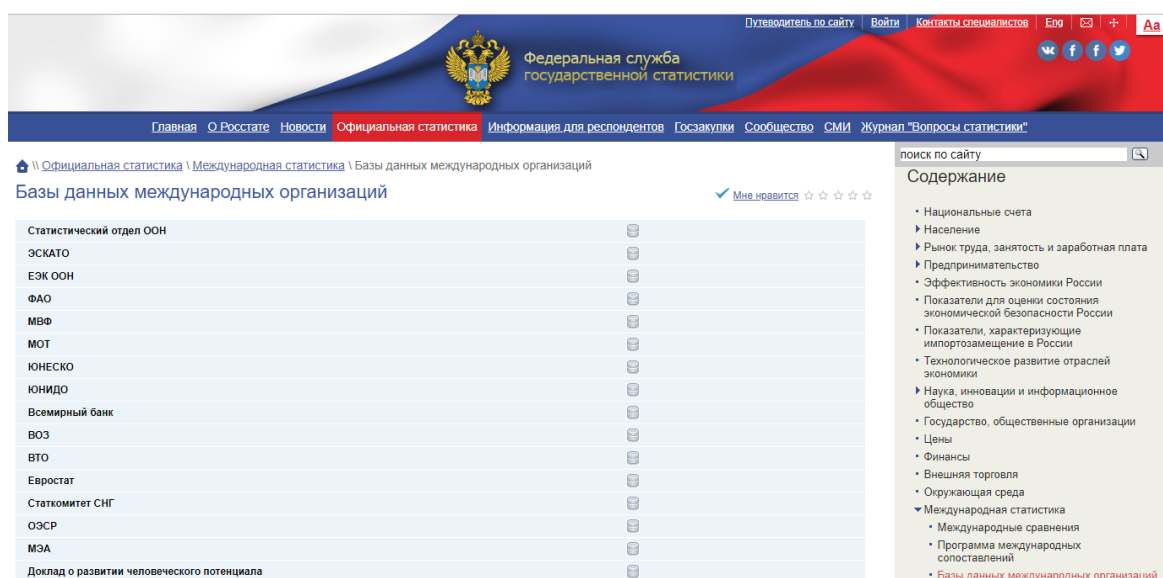 Путеводитель по сайту Войти Контакты специалистов Eng
Aa
Федеральная служба
государственной статистики
Главная О Росстате Новости Официальная статистика Информация для респондентов Госзакупки Сообщество СМИ Журнал "Вопросы статистики"
\\ Официальная статистика \ Международная статистика \ Базы данных международных организаций
Базы данных международных организаций
Мне нравится
Статистический отдел ООН
ЭСКАТО
ЕЭК ООН
ФАО
МВФ
МОТ
ЮНЕСКО
ЮНИДО
Всемирный банк
ВОЗ
ВТО
Евростат
Статкомитет СНГ
ОЭСР
МЭА
Доклад о развитии человеческого потенциала
поиск по сайту
Содержание
Национальные счета
Население
Рынок труда, занятость и заработная плата
Предпринимательство
Эффективность экономики России
Показатели для оценки состояния
экономической безопасности России
Показатели, характеризующие
импортозамещение в России
Технологическое развитие отраслей
экономики
Наука, инновации и информационное
общество
Государство, общественные организации
Цены
Финансы
Внешняя торговля
Окружающая среда
Международная статистика
Международные сравнения
Программа международных
сопоставлений
Базы данных международных организаций